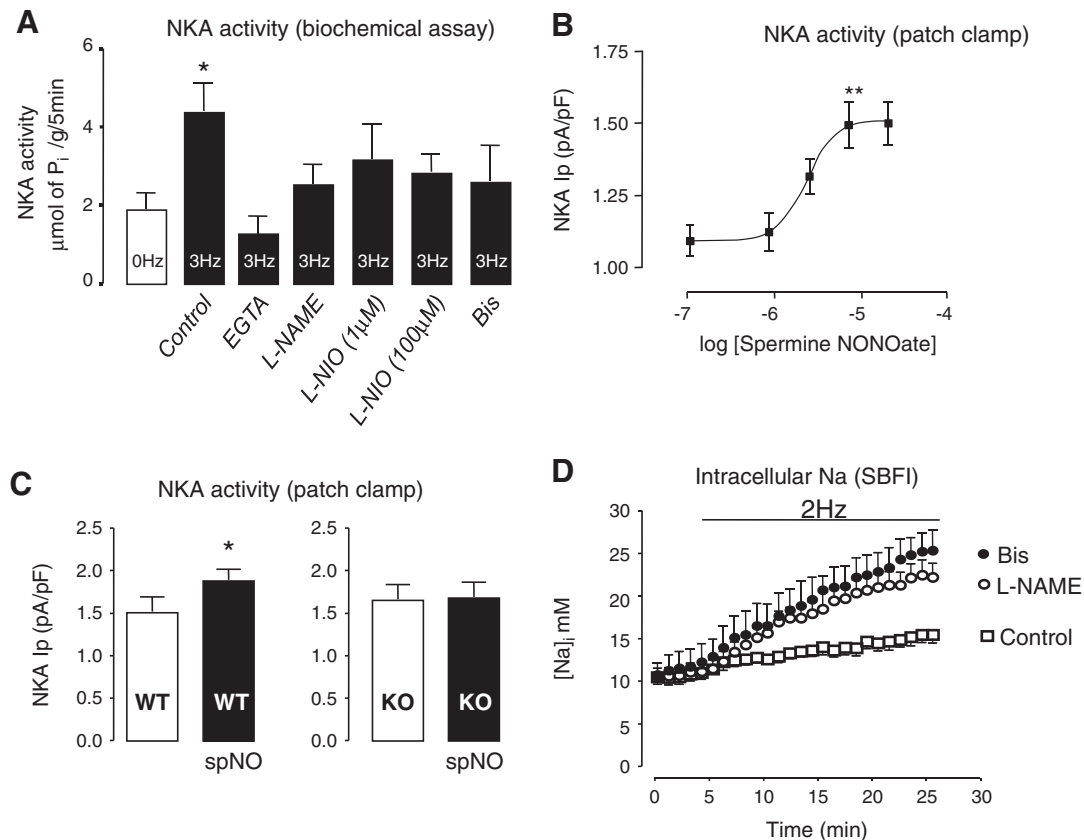 A
NKA activity (biochemical assay)
NKA activity
μmol of Pi /g/5min
6
4
2
0
*
0Hz
3Hz
3Hz
3Hz
3Hz
3Hz
3Hz
Control
EGTA
L-NAME
L-NIO (1μM)
L-NIO (100μM)
Bis
B
NKA activity (patch clamp)
NKA Ip (pA/pF)
1.75
1.50
1.25
1.00
**
-7
-6
-5
-4
log [Spermine NONOate]
C
NKA activity (patch clamp)
NKA Ip (pA/pF)
2.5
2.0
1.5
1.0
0.5
0.0
*
WT
WT
spNO
2.5
2.0
1.5
1.0
0.5
0.0
KO
KO
spNO
D
Intracellular Na (SBFI)
2Hz
[Na]i mM
30
25
20
15
10
5
0
Bis
L-NAME
Control
0
5
10
15
20
25
30
Time (min)